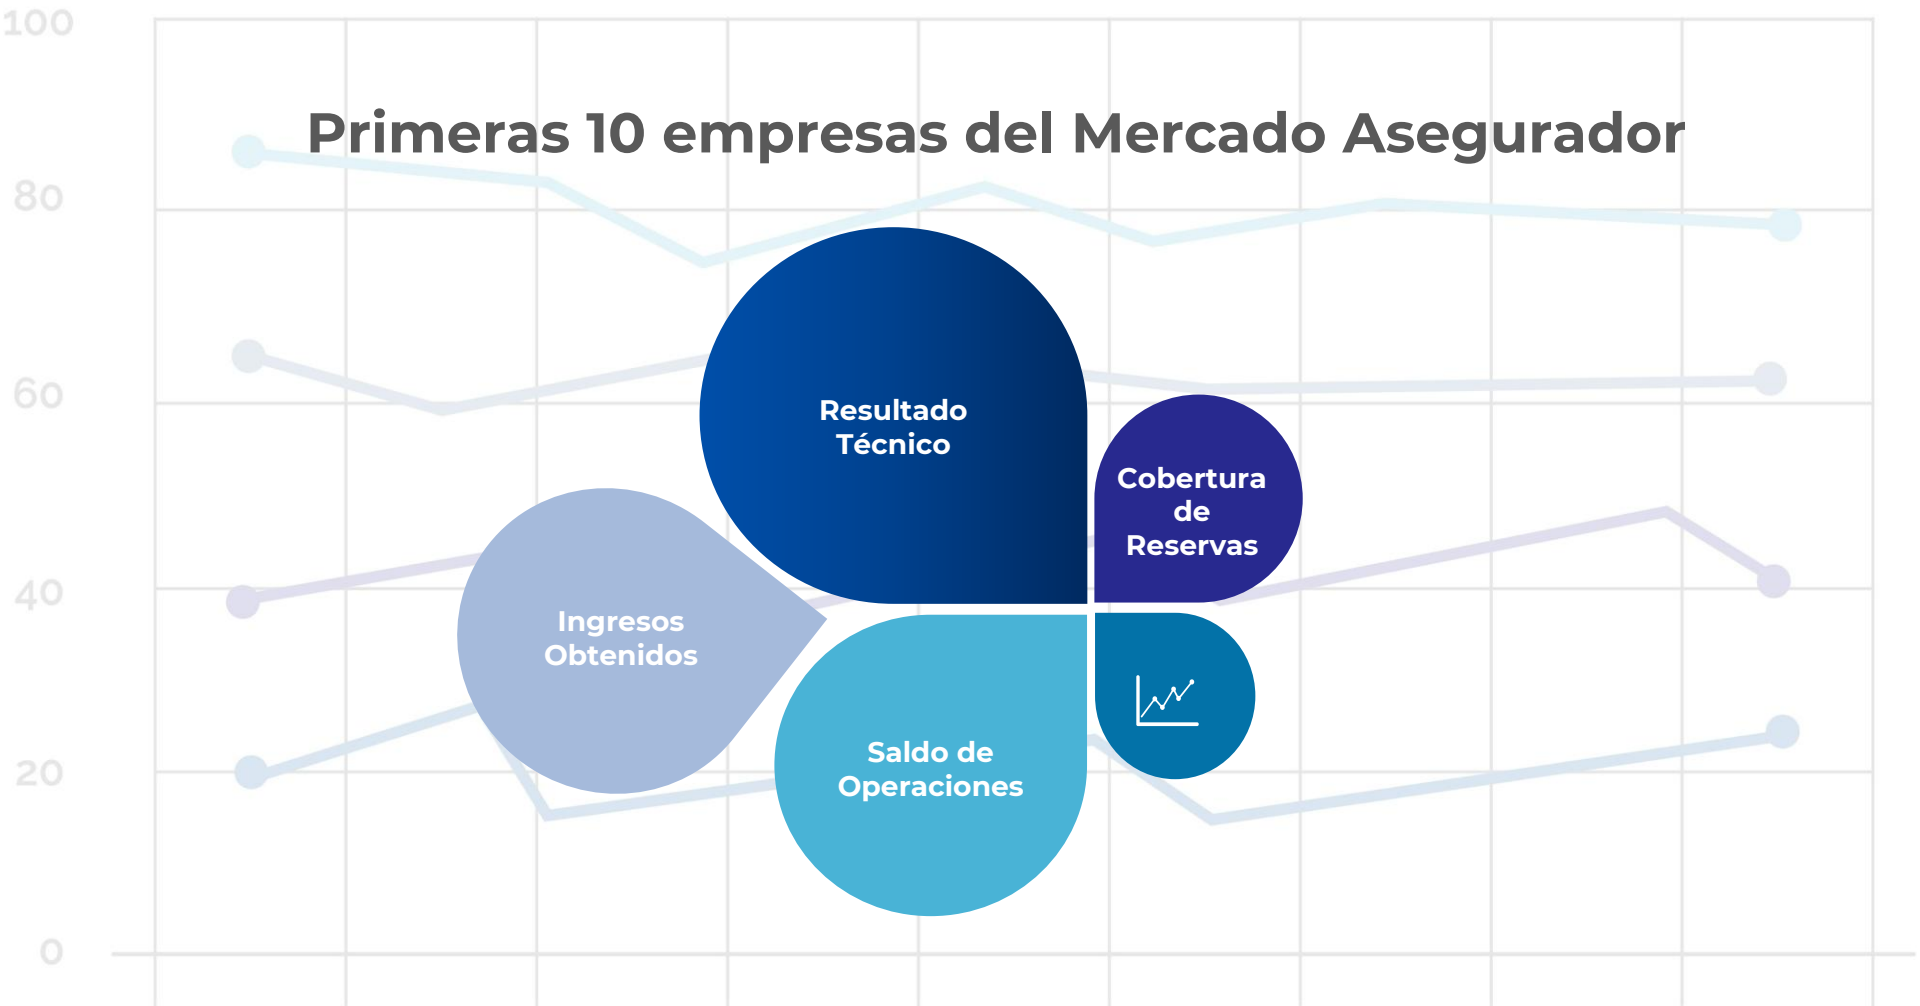 100
Primeras 10 empresas del Mercado Asegurador
80
60
Resultado
Técnico
Cobertura
de
Reservas
40
Ingresos
Obtenidos
20
Saldo de
Operaciones
0